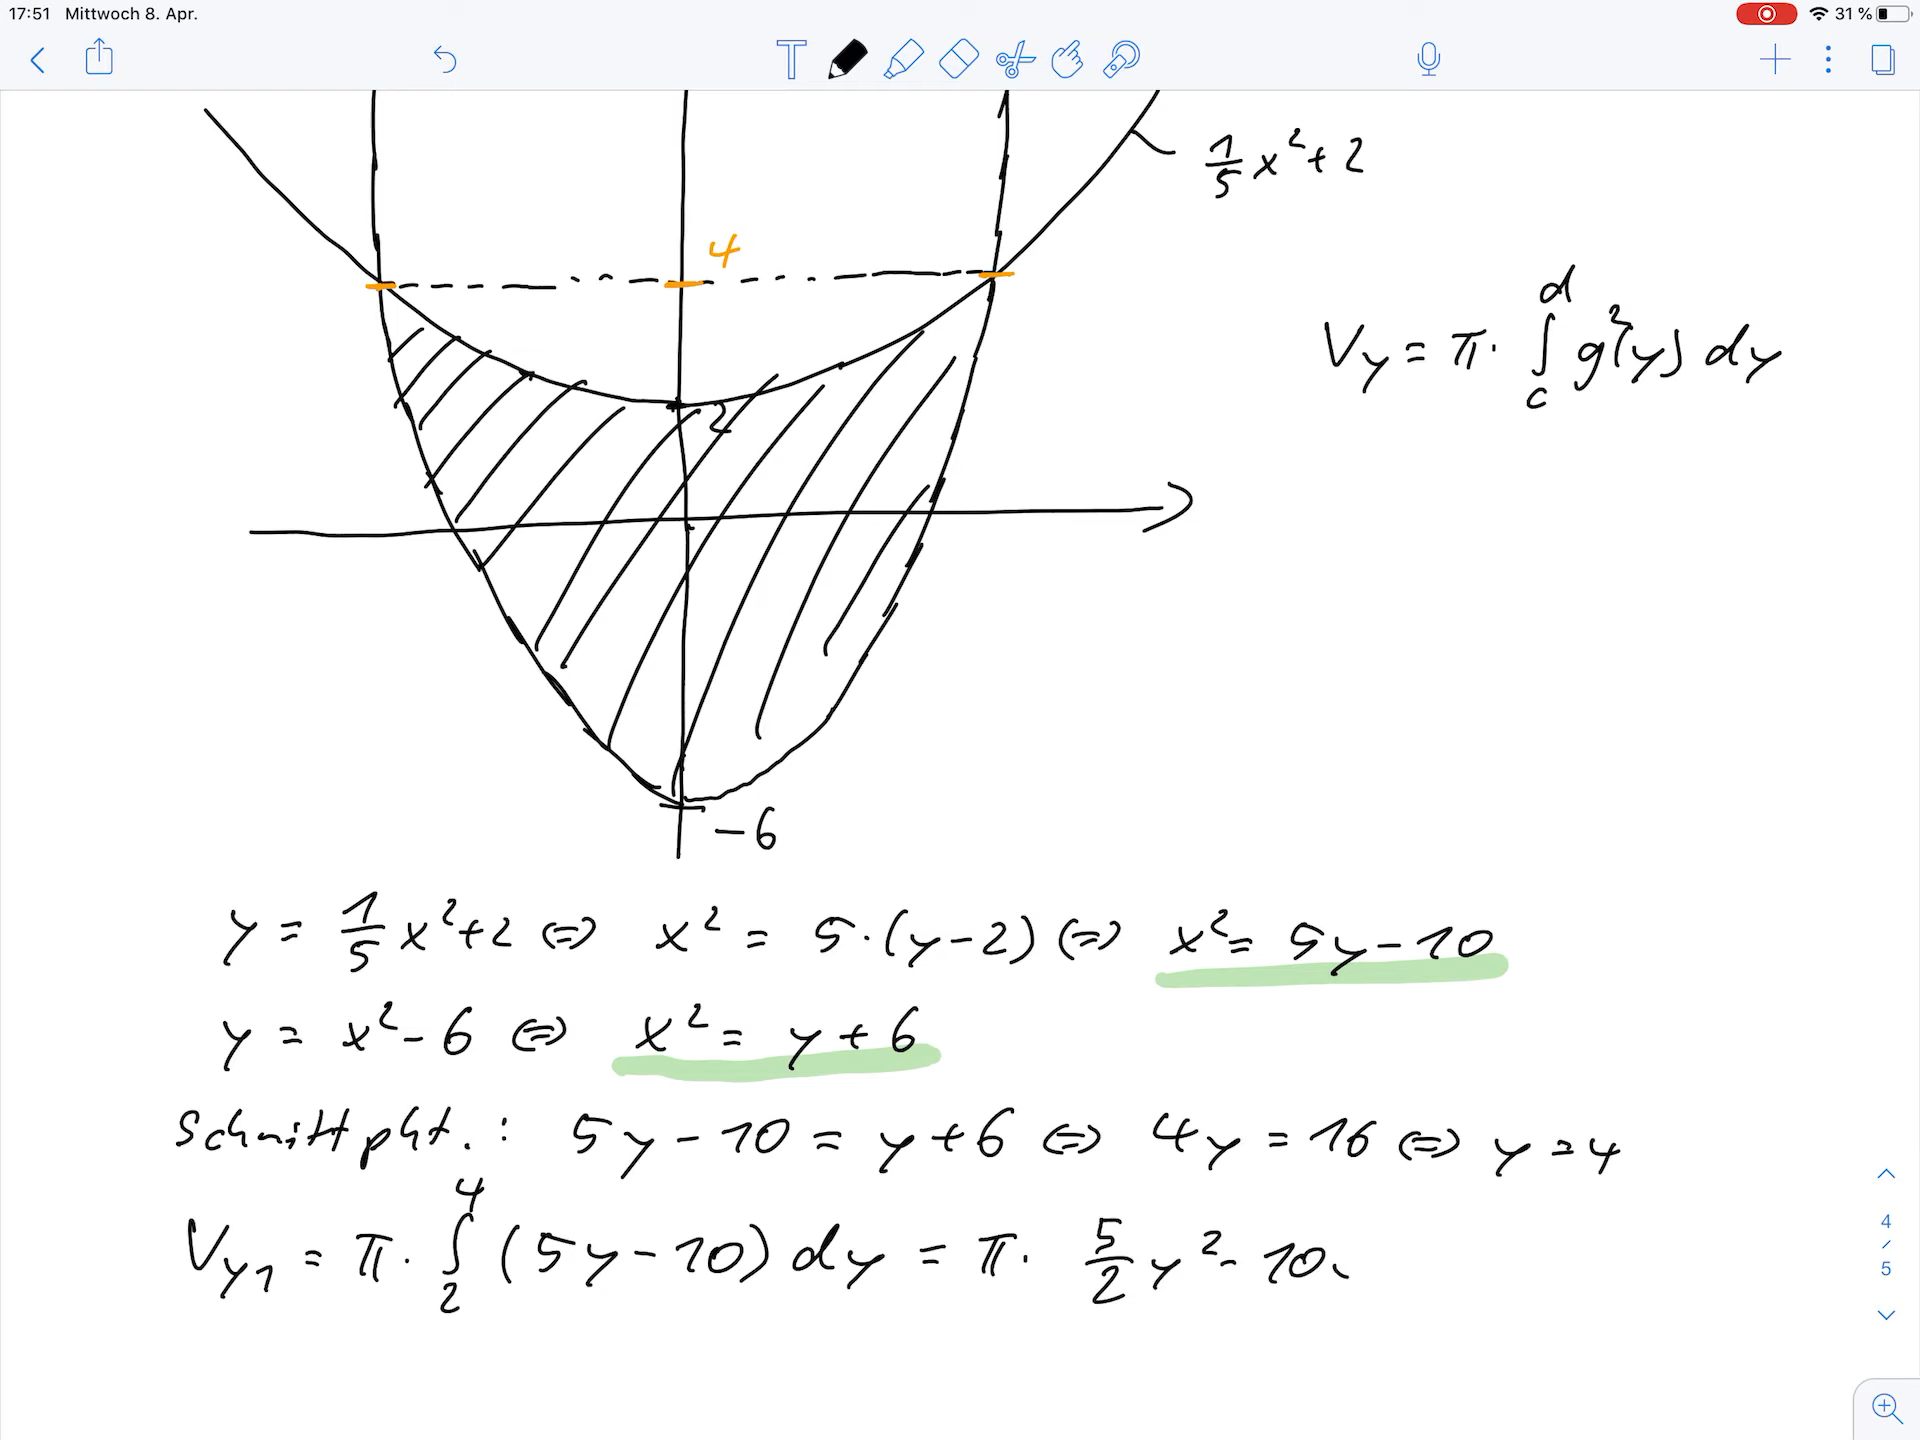 17:51 Mittwoch 8. Apr.
31 %
T
1/5 x² + 2
4
V_y = π · ∫_c^d g²(y) dy
2
-6
y = 1/5 x² + 2 ⇔ x² = 5·(y-2) ⇔ x² = 5y - 10
y = x² - 6 ⇔ x² = y + 6
Schnittpkt.: 5y - 10 = y + 6 ⇔ 4y = 16 ⇔ y = 4
V_y1 = π · ∫_2^4 (5y - 10) dy = π · 5/2 y² - 10
4
/
5